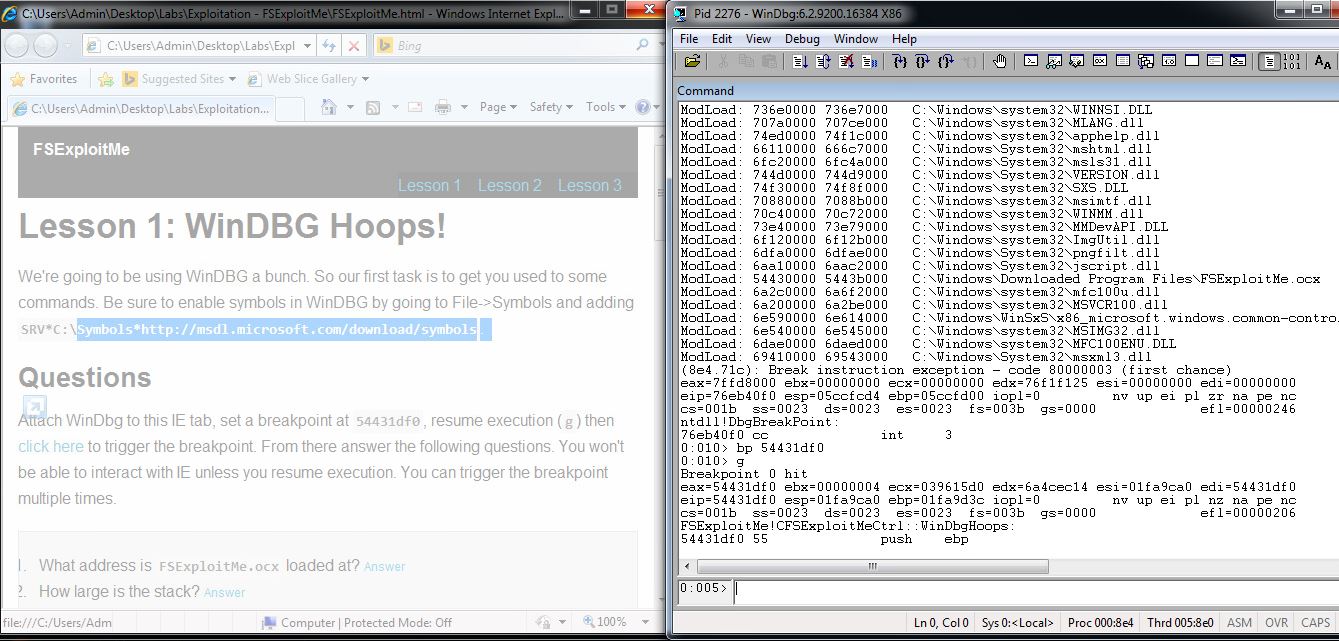 C:\Users\Admin\Desktop\Labs\Exploitation - FSExploitMe\FSExploitMe.html - Windows Internet Expl...
C:\Users\Admin\Desktop\Labs\Expl
Bing
Favorites
Suggested Sites
Web Slice Gallery
C:\Users\Admin\Desktop\Labs\Exploitation...
Page
Safety
Tools
FSExploitMe
Lesson 1 Lesson 2 Lesson 3
Lesson 1: WinDBG Hoops!
We're going to be using WinDBG a bunch. So our first task is to get you used to some
commands. Be sure to enable symbols in WinDBG by going to File->Symbols and adding
SRV*C:\Symbols*http://msdl.microsoft.com/download/symbols.
Questions
Attach WinDbg to this IE tab, set a breakpoint at 54431df0, resume execution (g) then
click here to trigger the breakpoint. From there answer the following questions. You won't
be able to interact with IE unless you resume execution. You can trigger the breakpoint
multiple times.
1. What address is FSExploitMe.ocx loaded at? Answer
2. How large is the stack? Answer
file:///C:/Users/Adm
Computer | Protected Mode: Off
100%
Pid 2276 - WinDbg:6.2.9200.16384 X86
File Edit View Debug Window Help
Command
ModLoad: 736e0000 736e7000 C:\Windows\system32\WINNSI.DLL
ModLoad: 707a0000 707ce000 C:\Windows\system32\MLANG.dll
ModLoad: 74ed0000 74f1c000 C:\Windows\system32\apphelp.dll
ModLoad: 66110000 666c7000 C:\Windows\System32\mshtml.dll
ModLoad: 6fc20000 6fc4a000 C:\Windows\System32\msls31.dll
ModLoad: 744d0000 744d9000 C:\Windows\system32\VERSION.dll
ModLoad: 74f30000 74f8f000 C:\Windows\system32\SXS.DLL
ModLoad: 70880000 7088b000 C:\Windows\system32\msimtf.dll
ModLoad: 70c40000 70c72000 C:\Windows\system32\WINMM.dll
ModLoad: 73e40000 73e79000 C:\Windows\system32\MMDevAPI.DLL
ModLoad: 6f120000 6f12b000 C:\Windows\system32\ImgUtil.dll
ModLoad: 6dfa0000 6dfae000 C:\Windows\System32\pngfilt.dll
ModLoad: 6aa10000 6aac2000 C:\Windows\System32\jscript.dll
ModLoad: 54430000 5443f000 C:\Windows\Downloaded Program Files\FSExploitMe.ocx
ModLoad: 6a2c0000 6a6f2000 C:\Windows\system32\mfc100u.dll
ModLoad: 6a200000 6a2be000 C:\Windows\system32\MSVCR100.dll
ModLoad: 6e590000 6e614000 C:\Windows\WinSxS\x86_microsoft.windows.common-contro
ModLoad: 6e540000 6e545000 C:\Windows\system32\MSIMG32.dll
ModLoad: 6dae0000 6daed000 C:\Windows\system32\MFC100ENU.DLL
ModLoad: 69410000 69543000 C:\Windows\System32\msxml3.dll
(8e4.71c): Break instruction exception - code 80000003 (first chance)
eax=7ffd8000 ebx=00000000 ecx=00000000 edx=76f1f125 esi=00000000 edi=00000000
eip=76eb40f0 esp=05ccfcd4 ebp=05ccfd00 iopl=0 nv up ei pl zr na pe nc
cs=001b ss=0023 ds=0023 es=0023 fs=003b gs=0000 efl=00000246
ntdll!DbgBreakPoint:
76eb40f0 cc int 3
0:010> bp 54431df0
0:010> g
Breakpoint 0 hit
eax=54431df0 ebx=00000004 ecx=039615d0 edx=6a4cec14 esi=01fa9ca0 edi=54431df0
eip=54431df0 esp=01fa9ca0 ebp=01fa9d3c iopl=0 nv up ei pl nz na pe nc
cs=001b ss=0023 ds=0023 es=0023 fs=003b gs=0000 efl=00000206
FSExploitMe!CFSExploitMeCtrl::WinDbgHoops:
54431df0 55 push ebp
0:005>
Ln 0, Col 0 Sys 0:<Local> Proc 000:8e4 Thrd 005:8e0 ASM OVR CAPS